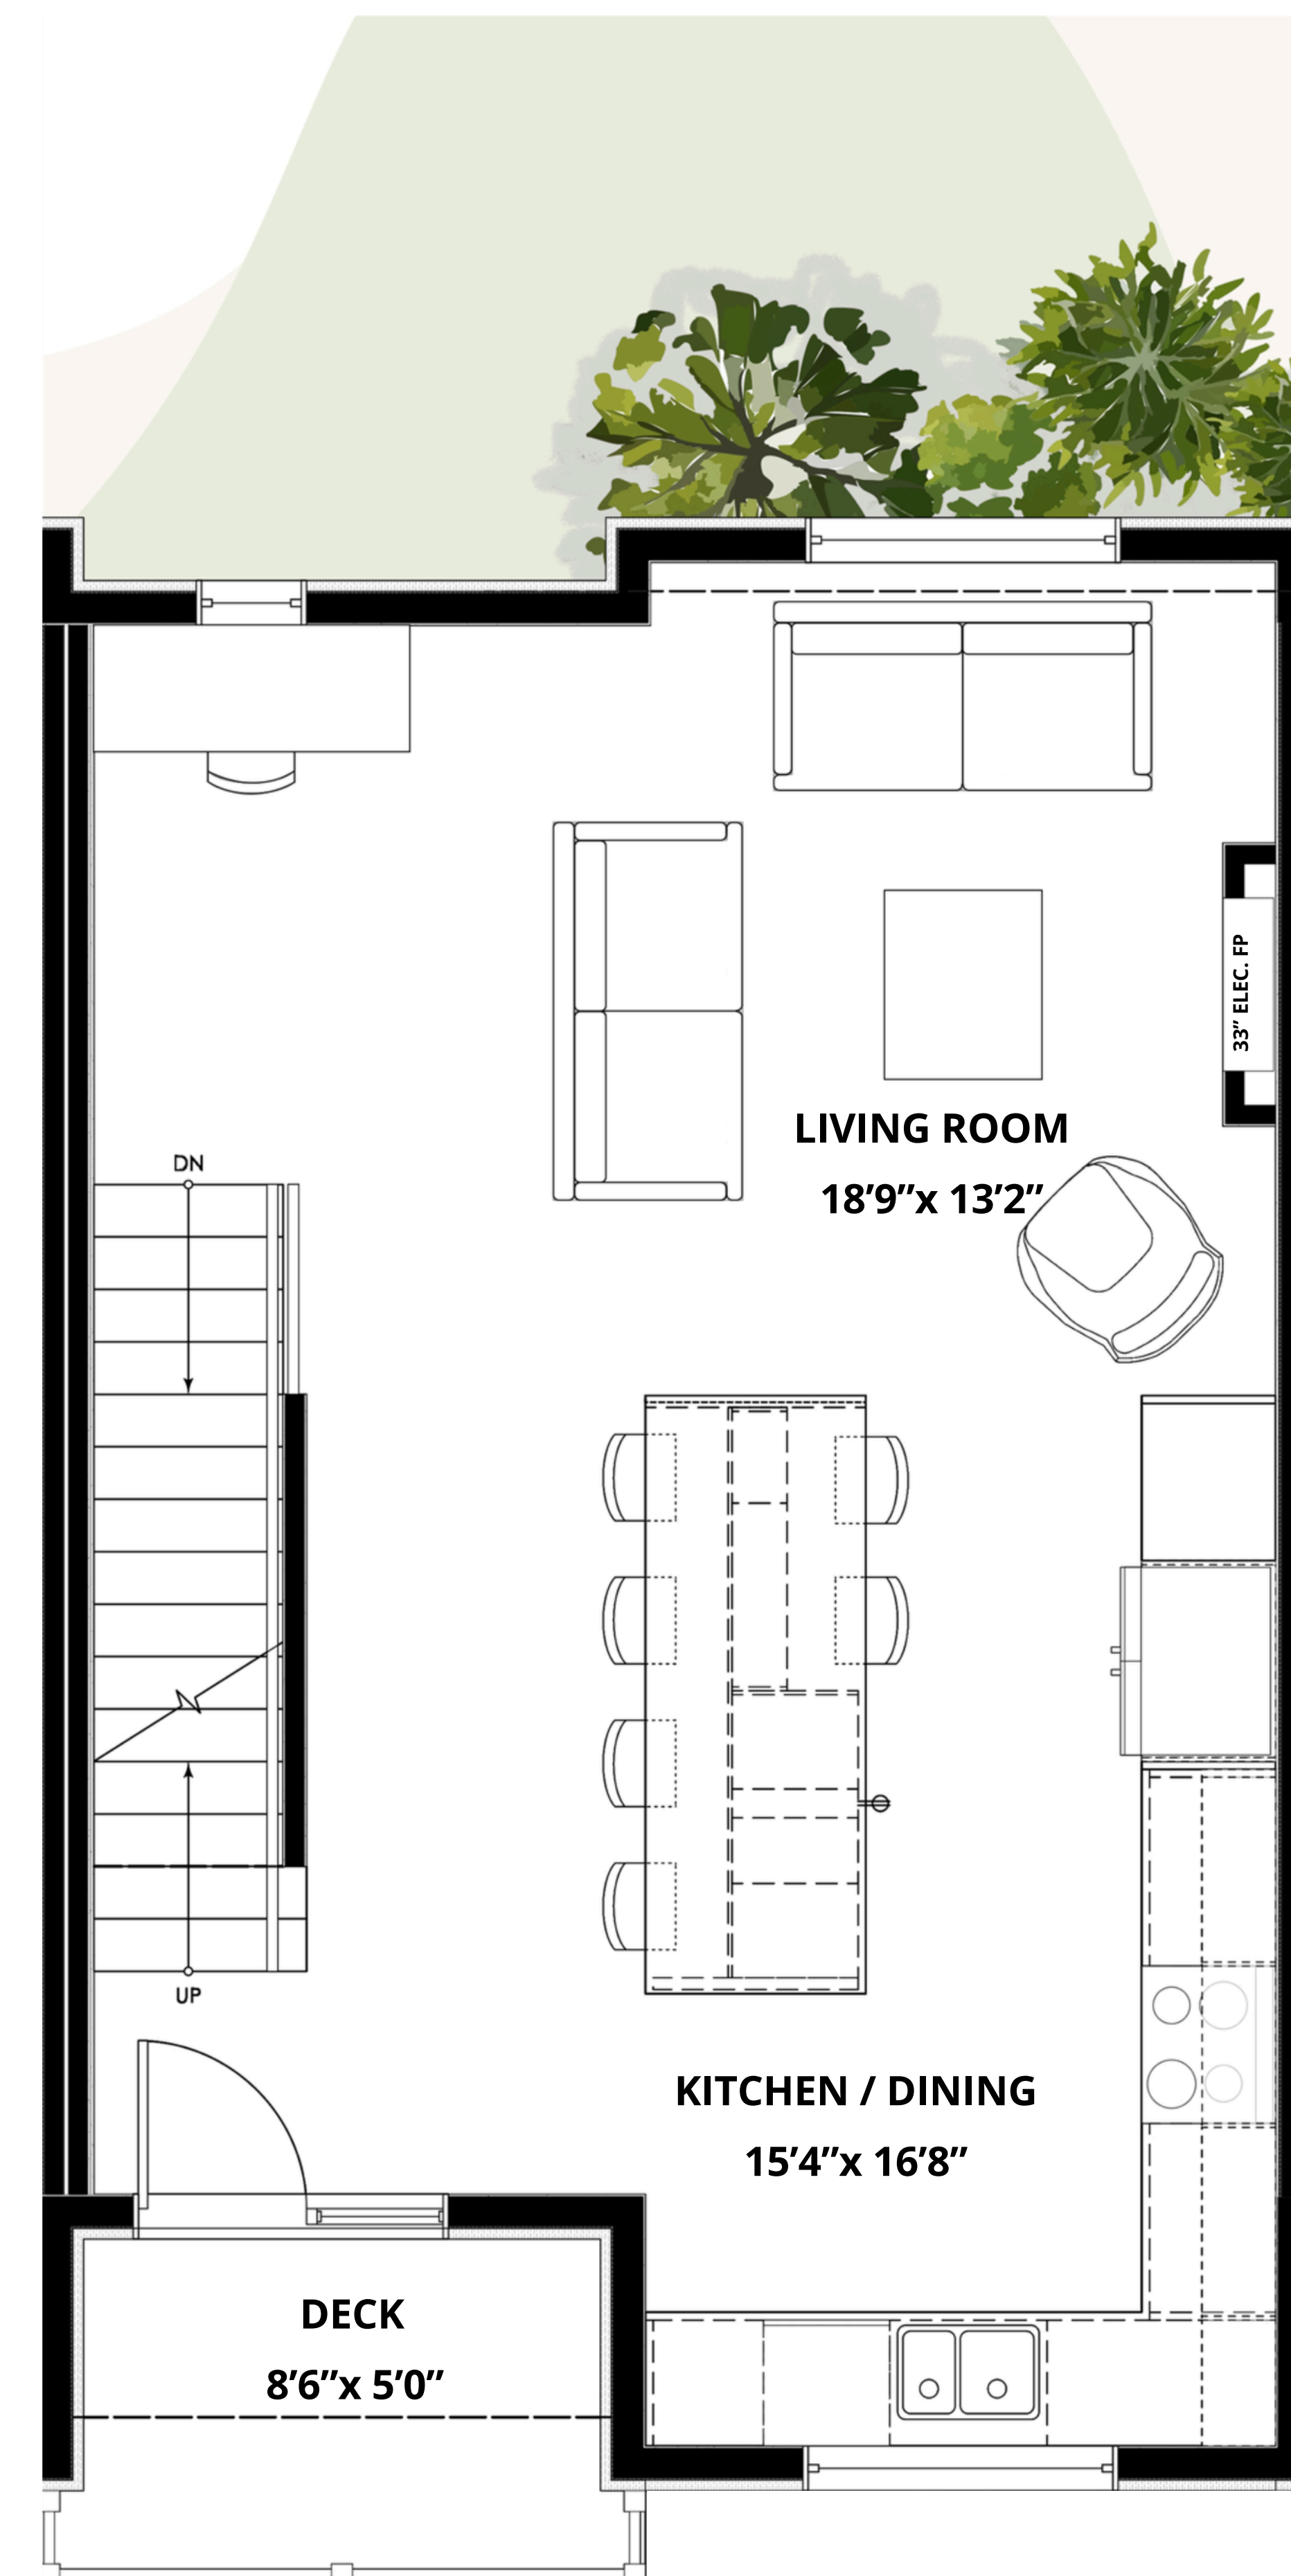 33” ELEC. FP
LIVING ROOM
18’9”x 13’2”
DN
UP
KITCHEN / DINING
15’4”x 16’8”
DECK
8’6”x 5’0”